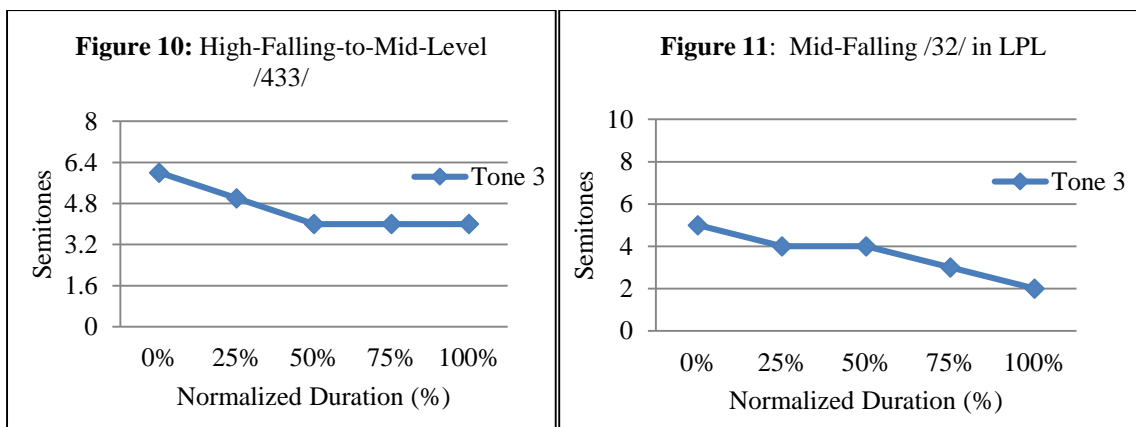 Figure 10: High-Falling-to-Mid-Level
/433/
8
6.4
4.8
3.2
1.6
0
Semitones
Tone 3
0% 25% 50% 75% 100%
Normalized Duration (%)
Figure 11: Mid-Falling /32/ in LPL
10
8
6
4
2
0
Semitones
Tone 3
0% 25% 50% 75% 100%
Normalized Duration (%)